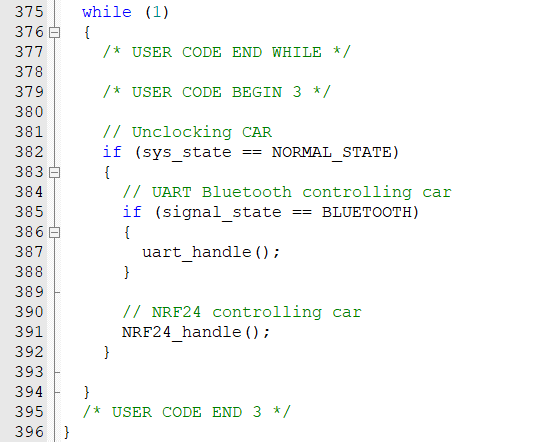 375 while (1)
376 {
377 /* USER CODE END WHILE */
378
379 /* USER CODE BEGIN 3 */
380
381 // Unclocking CAR
382 if (sys_state == NORMAL_STATE)
383 {
384 // UART Bluetooth controlling car
385 if (signal_state == BLUETOOTH)
386 {
387 uart_handle();
388 }
389
390 // NRF24 controlling car
391 NRF24_handle();
392 }
393
394 }
395 /* USER CODE END 3 */
396 }